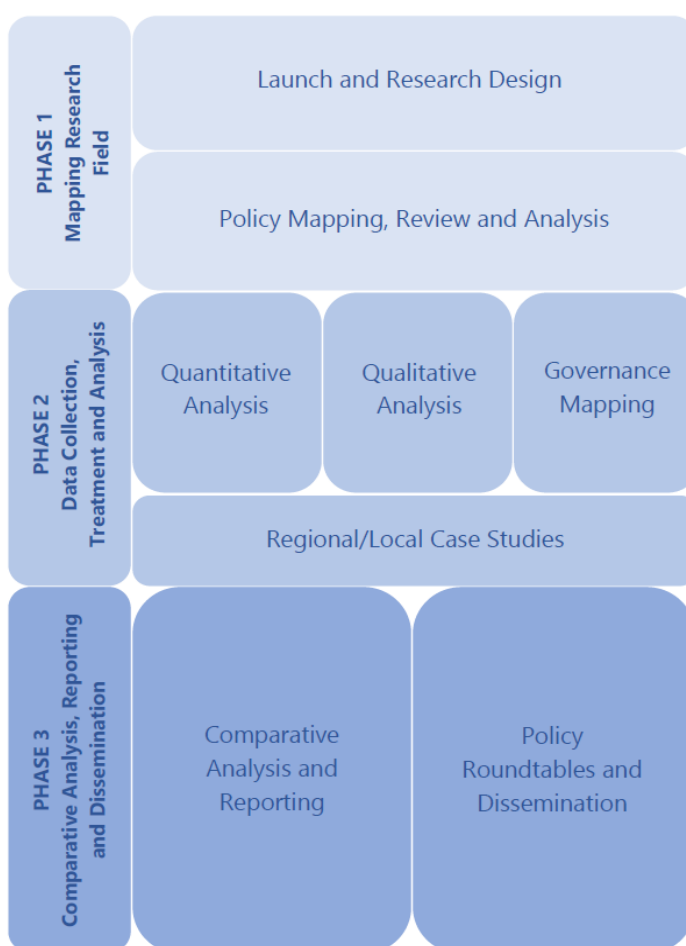 PHASE 1
Mapping Research
Field
Launch and Research Design
Policy Mapping, Review and Analysis
PHASE 2
Data Collection,
Treatment and Analysis
Quantitative
Analysis
Qualitative
Analysis
Governance
Mapping
Regional/Local Case Studies
PHASE 3
Comparative Analysis, Reporting
and Dissemination
Comparative
Analysis and
Reporting
Policy
Roundtables and
Dissemination